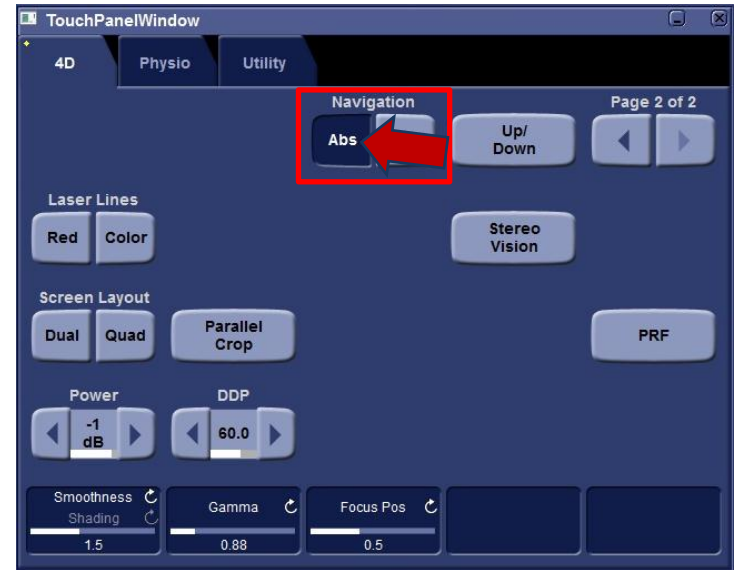 TouchPanelWindow
4D
Physio
Utility
Navigation
Page 2 of 2
Abs
Up/
Down
Laser Lines
Red
Color
Stereo
Vision
Screen Layout
Dual
Quad
Parallel
Crop
PRF
Power
DDP
-1
dB
60.0
Smoothness
Shading
1.5
Gamma
0.88
Focus Pos
0.5